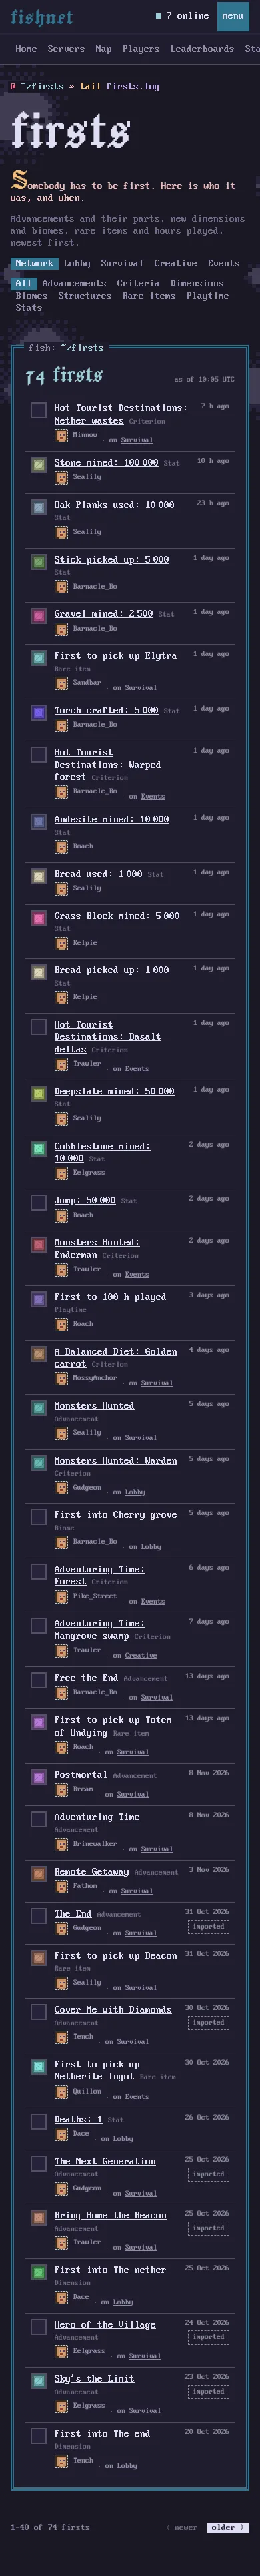 fishnet
7 online
menu
Home Servers Map Players Leaderboards Sta
@ ~/firsts » tail firsts.log
firsts
Somebody has to be first. Here is who it
was, and when.
Advancements and their parts, new dimensions
and biomes, rare items and hours played,
newest first.
Network Lobby Survival Creative Events
All Advancements Criteria Dimensions
Biomes Structures Rare items Playtime
Stats
fish: ~/firsts
74 firsts
as of 10:05 UTC
Hot Tourist Destinations: 7 h ago
Nether wastes Criterion
Minnow · on Survival
Stone mined: 100 000 Stat 10 h ago
Sealily
Oak Planks used: 10 000 23 h ago
Stat
Sealily
Stick picked up: 5 000 1 day ago
Stat
Barnacle_Bo
Gravel mined: 2 500 Stat 1 day ago
Barnacle_Bo
First to pick up Elytra 1 day ago
Rare item
Sandbar · on Survival
Torch crafted: 5 000 Stat 1 day ago
Barnacle_Bo
Hot Tourist 1 day ago
Destinations: Warped
forest Criterion
Barnacle_Bo · on Events
Andesite mined: 10 000 1 day ago
Stat
Roach
Bread used: 1 000 Stat 1 day ago
Sealily
Grass Block mined: 5 000 1 day ago
Stat
Kelpie
Bread picked up: 1 000 1 day ago
Stat
Kelpie
Hot Tourist 1 day ago
Destinations: Basalt
deltas Criterion
Trawler · on Events
Deepslate mined: 50 000 1 day ago
Stat
Sealily
Cobblestone mined: 2 days ago
10 000 Stat
Eelgrass
Jump: 50 000 Stat 2 days ago
Roach
Monsters Hunted: 2 days ago
Enderman Criterion
Trawler · on Events
First to 100 h played 3 days ago
Playtime
Roach
A Balanced Diet: Golden 4 days ago
carrot Criterion
MossyAnchor · on Survival
Monsters Hunted 5 days ago
Advancement
Sealily · on Survival
Monsters Hunted: Warden 5 days ago
Criterion
Gudgeon · on Lobby
First into Cherry grove 5 days ago
Biome
Barnacle_Bo · on Lobby
Adventuring Time: 6 days ago
Forest Criterion
Pike_Street · on Events
Adventuring Time: 7 days ago
Mangrove swamp Criterion
Trawler · on Creative
Free the End Advancement 13 days ago
Barnacle_Bo · on Survival
First to pick up Totem 13 days ago
of Undying Rare item
Roach · on Survival
Postmortal Advancement 8 Nov 2026
Bream · on Survival
Adventuring Time 8 Nov 2026
Advancement
Brinewalker · on Survival
Remote Getaway Advancement 3 Nov 2026
Fathom · on Survival
The End Advancement 31 Oct 2026
imported
Gudgeon · on Survival
First to pick up Beacon 31 Oct 2026
Rare item
Sealily · on Survival
Cover Me with Diamonds 30 Oct 2026
Advancement imported
Tench · on Survival
First to pick up 30 Oct 2026
Netherite Ingot Rare item
Quillon · on Events
Deaths: 1 Stat 26 Oct 2026
Dace · on Lobby
The Next Generation 25 Oct 2026
Advancement imported
Gudgeon · on Survival
Bring Home the Beacon 25 Oct 2026
Advancement imported
Trawler · on Survival
First into The nether 25 Oct 2026
Dimension
Dace · on Lobby
Hero of the Village 24 Oct 2026
Advancement imported
Eelgrass · on Survival
Sky's the Limit 23 Oct 2026
Advancement imported
Eelgrass · on Survival
First into The end 20 Oct 2026
Dimension
Tench · on Lobby
1-40 of 74 firsts
⟨ newer older ⟩